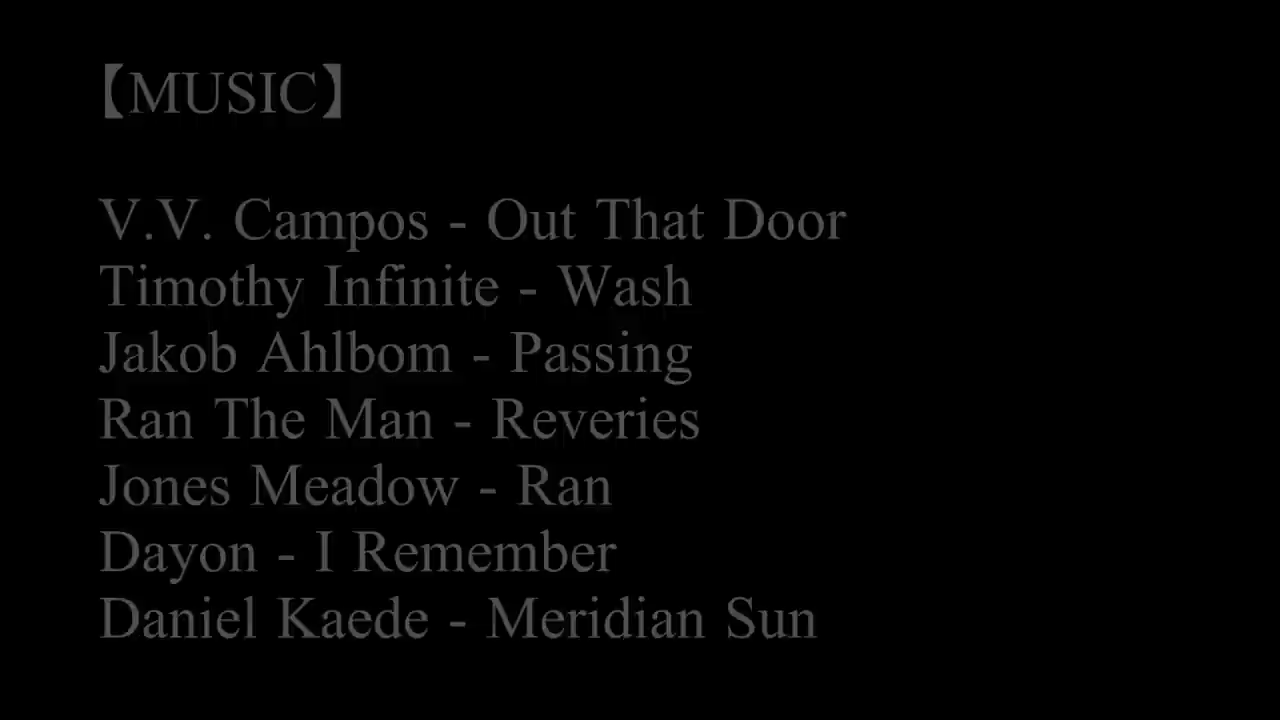 【MUSIC】
V.V. Campos - Out That Door
Timothy Infinite - Wash
Jakob Ahlbom - Passing
Ran The Man - Reveries
Jones Meadow - Ran
Dayon - I Remember
Daniel Kaede - Meridian Sun